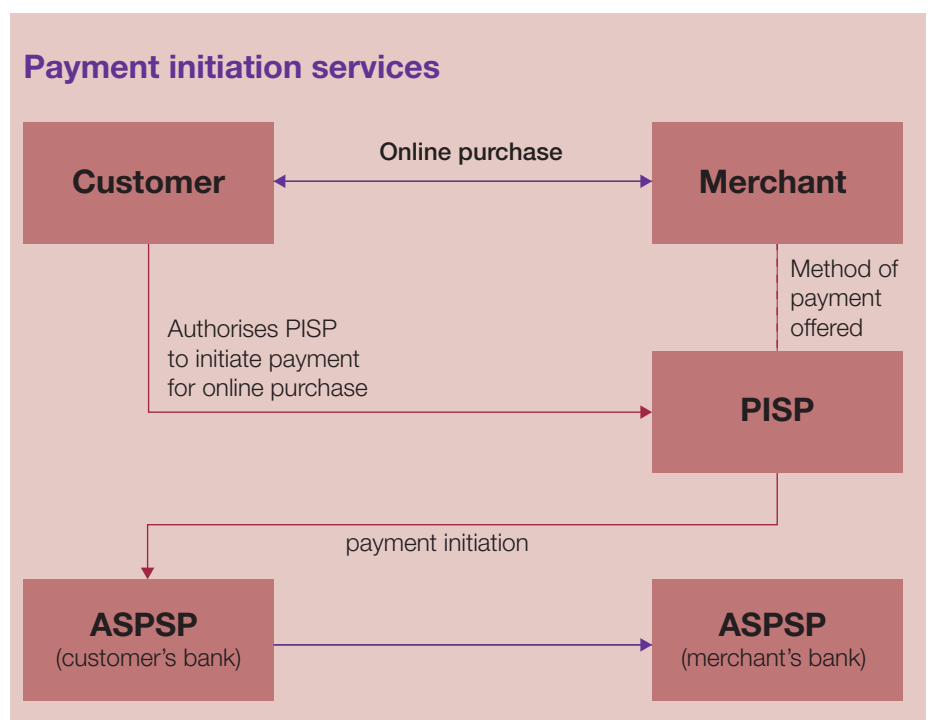 Payment initiation services
Online purchase
Customer
Merchant
Method of
payment
offered
Authorises PISP
to initiate payment
for online purchase
PISP
payment initiation
ASPSP
(customer’s bank)
ASPSP
(merchant’s bank)